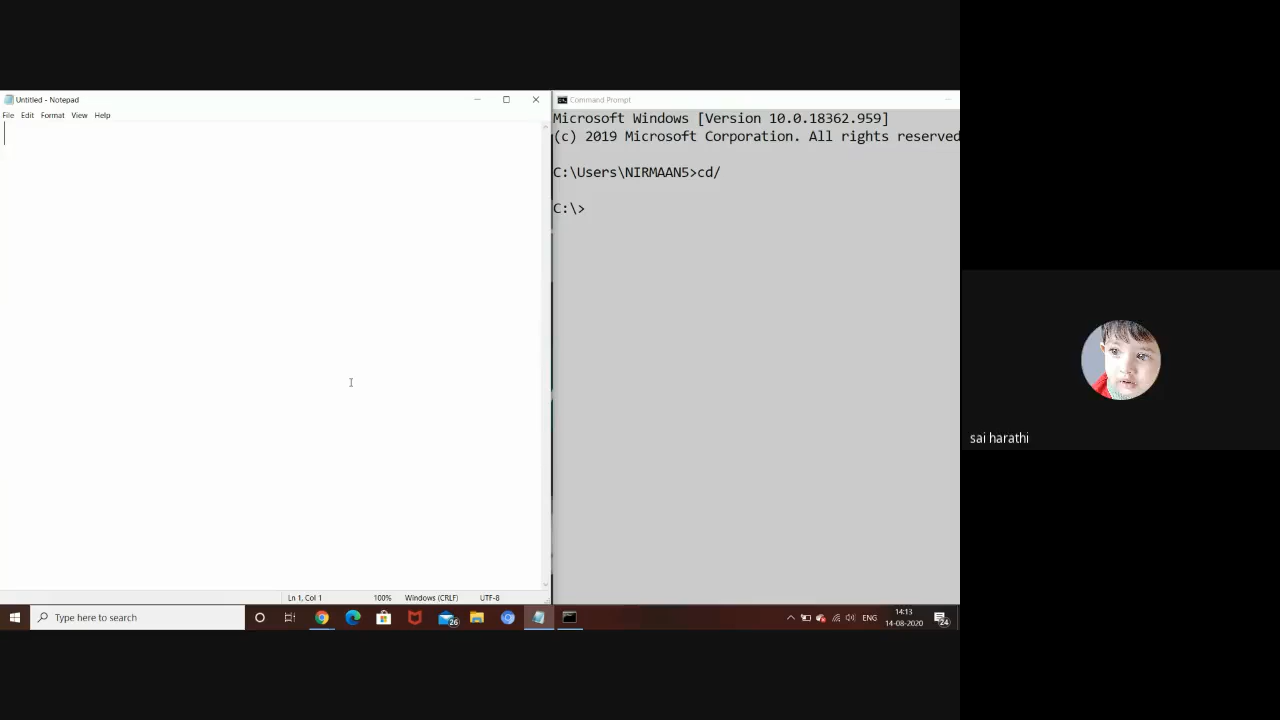 Untitled - Notepad
File Edit Format View Help
Ln 1, Col 1 100% Windows (CRLF) UTF-8
Command Prompt
Microsoft Windows [Version 10.0.18362.959]
(c) 2019 Microsoft Corporation. All rights reserved
C:\Users\NIRMAAN5>cd/
C:\>
sai harathi
Type here to search
26
ENG
14:13
14-08-2020
24